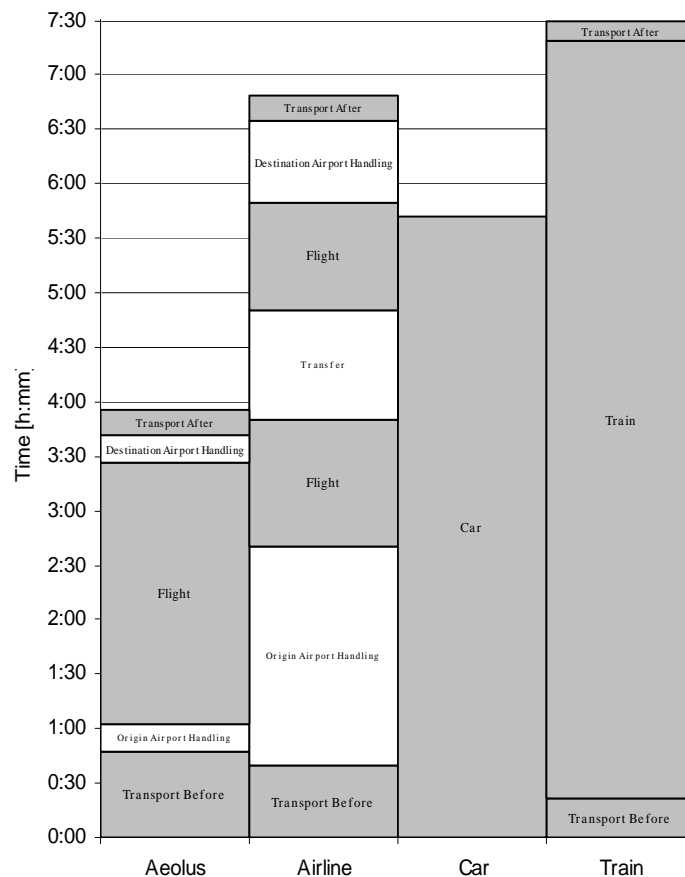 7:30
7:00
6:30
6:00
5:30
5:00
4:30
4:00
3:30
3:00
2:30
2:00
1:30
1:00
0:30
0:00
Time [h:mm]
Transport After
Destination Airport Handling
Flight
Origin Airport Handling
Transport Before
Transport After
Destination Airport Handling
Flight
Transfer
Flight
Origin Airport Handling
Transport Before
Car
Transport After
Train
Transport Before
Aeolus
Airline
Car
Train